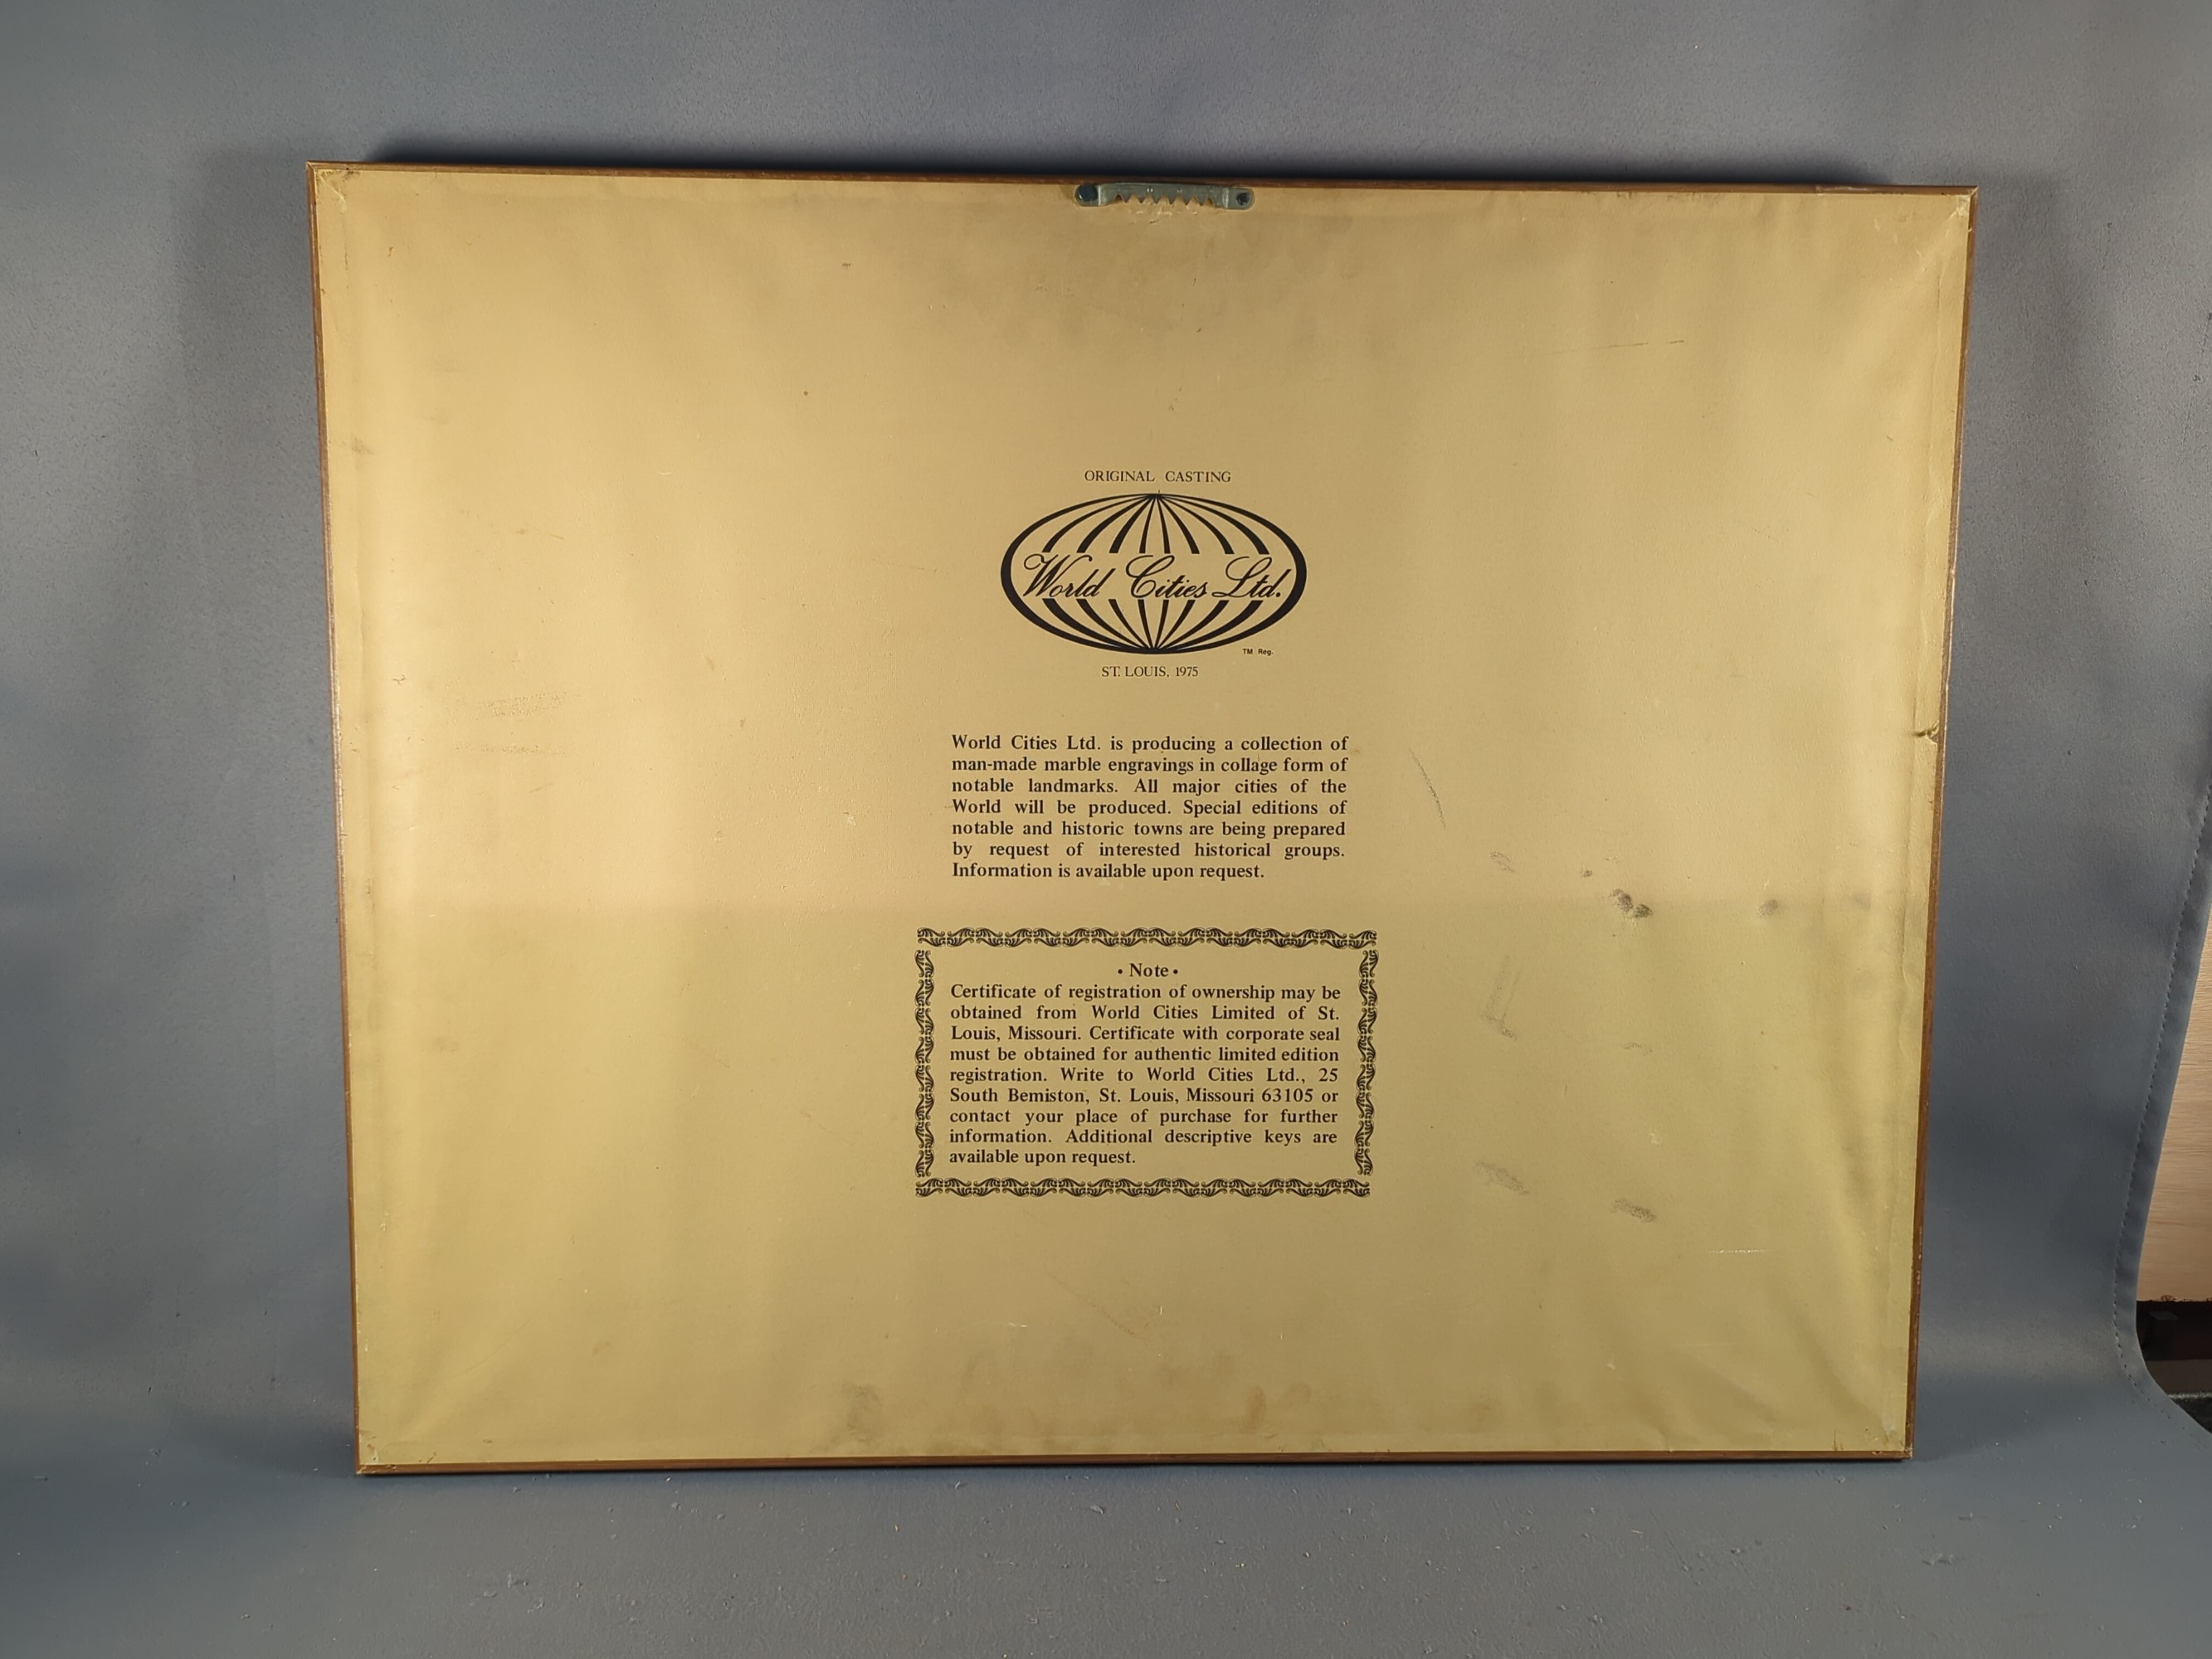 ORIGINAL CASTING
World Cities Ltd.
TM Reg.
ST. LOUIS, 1975
World Cities Ltd. is producing a collection of
man-made marble engravings in collage form of
notable landmarks. All major cities of the
World will be produced. Special editions of
notable and historic towns are being prepared
by request of interested historical groups.
Information is available upon request.
• Note •
Certificate of registration of ownership may be
obtained from World Cities Limited of St.
Louis, Missouri. Certificate with corporate seal
must be obtained for authentic limited edition
registration. Write to World Cities Ltd., 25
South Bemiston, St. Louis, Missouri 63105 or
contact your place of purchase for further
information. Additional descriptive keys are
available upon request.